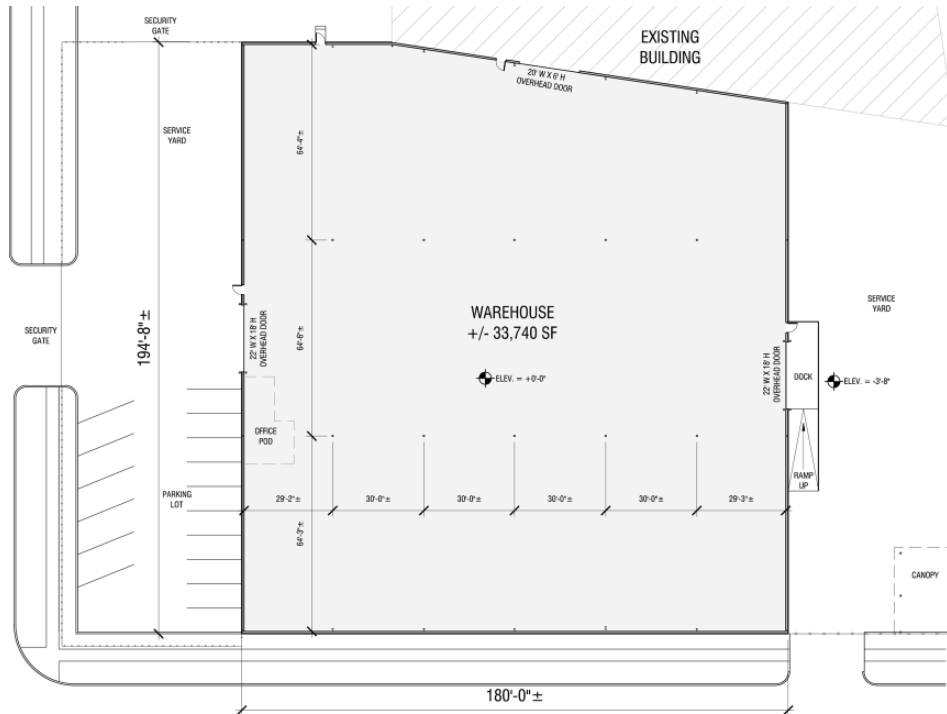 SECURITY
GATE
EXISTING
BUILDING
20' W X 6' H
OVERHEAD DOOR
SERVICE
YARD
64'-4"±
WAREHOUSE
+/- 33,740 SF
SERVICE
YARD
SECURITY
GATE
194'-8"±
22' W X 18' H
OVERHEAD DOOR
64'-6"±
ELEV. = +0'-0"
22' W X 18' H
OVERHEAD DOOR
DOCK
ELEV. = -3'-8"
OFFICE
POD
RAMP
UP
PARKING
LOT
29'-2"±
30'-0"±
30'-0"±
30'-0"±
30'-0"±
29'-3"±
64'-3"±
CANOPY
180'-0"±